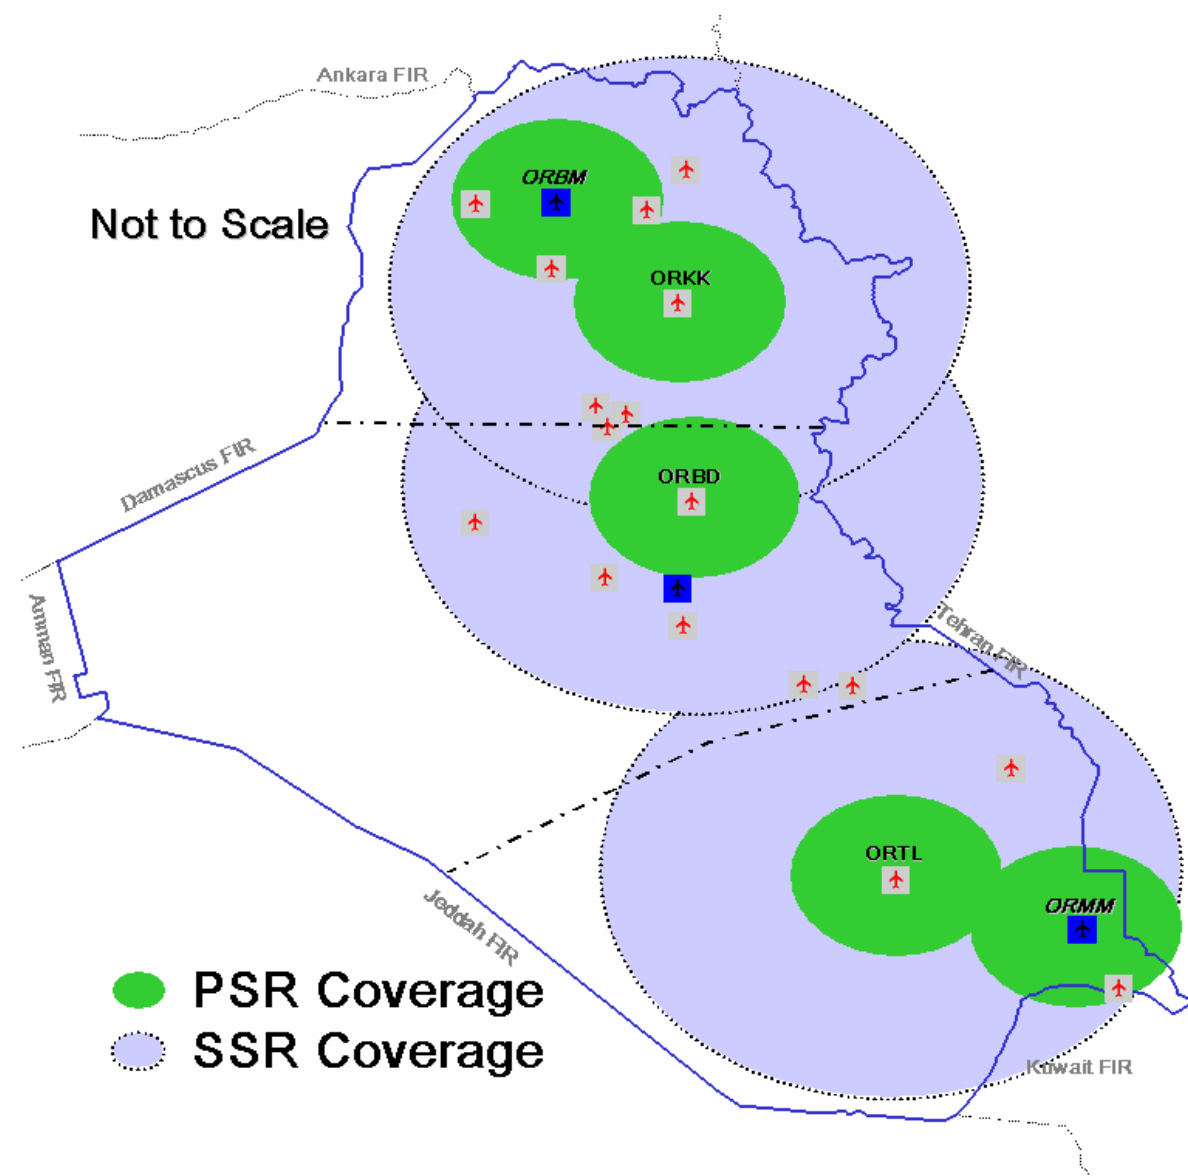 Ankara FIR
ORBM
Not to Scale
ORKK
Damascus FIR
ORBD
Amman FIR
Tehran FIR
ORTL
Jeddah FIR
ORMM
PSR Coverage
SSR Coverage
Kuwait FIR